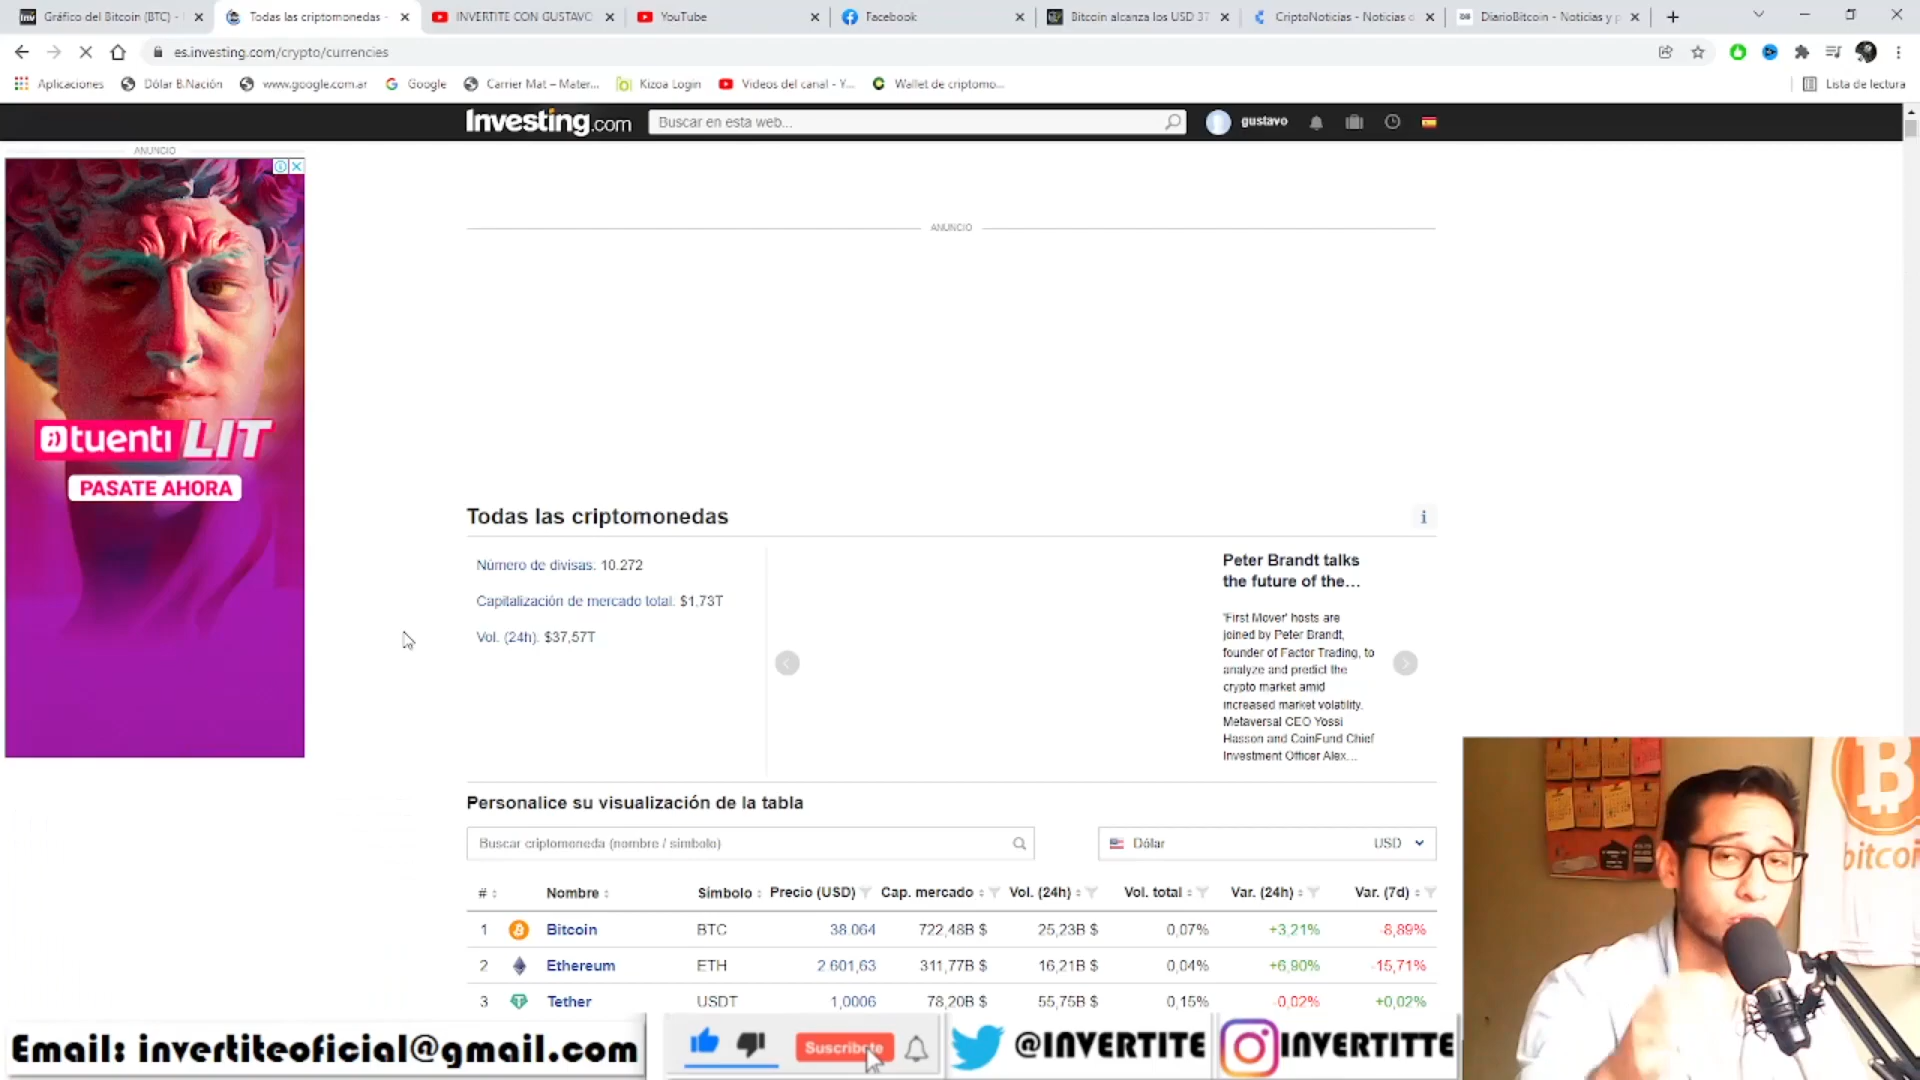 Gráfico del Bitcoin (BTC) -
Todas las criptomonedas -
INVERTITE CON GUSTAVO
YouTube
Facebook
Bitcoin alcanza los USD 37
CriptoNoticias - Noticias
DiarioBitcoin - Noticias y p
es.investing.com/crypto/currencies
Aplicaciones
Dólar B.Nación
www.google.com.ar
Google
Carrier Mat – Mater...
Kizoa Login
Videos del canal - Y...
Wallet de criptomo...
Lista de lectura
Investing.com
Buscar en esta web...
gustavo
ANUNCIO
tuenti LIT
PASATE AHORA
ANUNCIO
Todas las criptomonedas
Número de divisas: 10.272
Capitalización de mercado total: $1,73T
Vol. (24h): $37,57T
Peter Brandt talks
the future of the...
'First Mover' hosts are
joined by Peter Brandt,
founder of Factor Trading, to
analyze and predict the
crypto market amid
increased market volatility.
Metaversal CEO Yossi
Hasson and CoinFund Chief
Investment Officer Alex...
Personalice su visualización de la tabla
Buscar criptomoneda (nombre / símbolo)
Dólar USD
# Nombre Símbolo Precio (USD) Cap. mercado Vol. (24h) Vol. total Var. (24h) Var. (7d)
1 Bitcoin BTC 38.064 722,48B $ 25,23B $ 0,07% +3,21% -8,89%
2 Ethereum ETH 2.601,63 311,77B $ 16,21B $ 0,04% +6,90% -15,71%
3 Tether USDT 1,0006 78,20B $ 55,75B $ 0,15% -0,02% +0,02%
bitcoi
Email: invertiteoficial@gmail.com
Suscribete
@INVERTITE
INVERTITTE